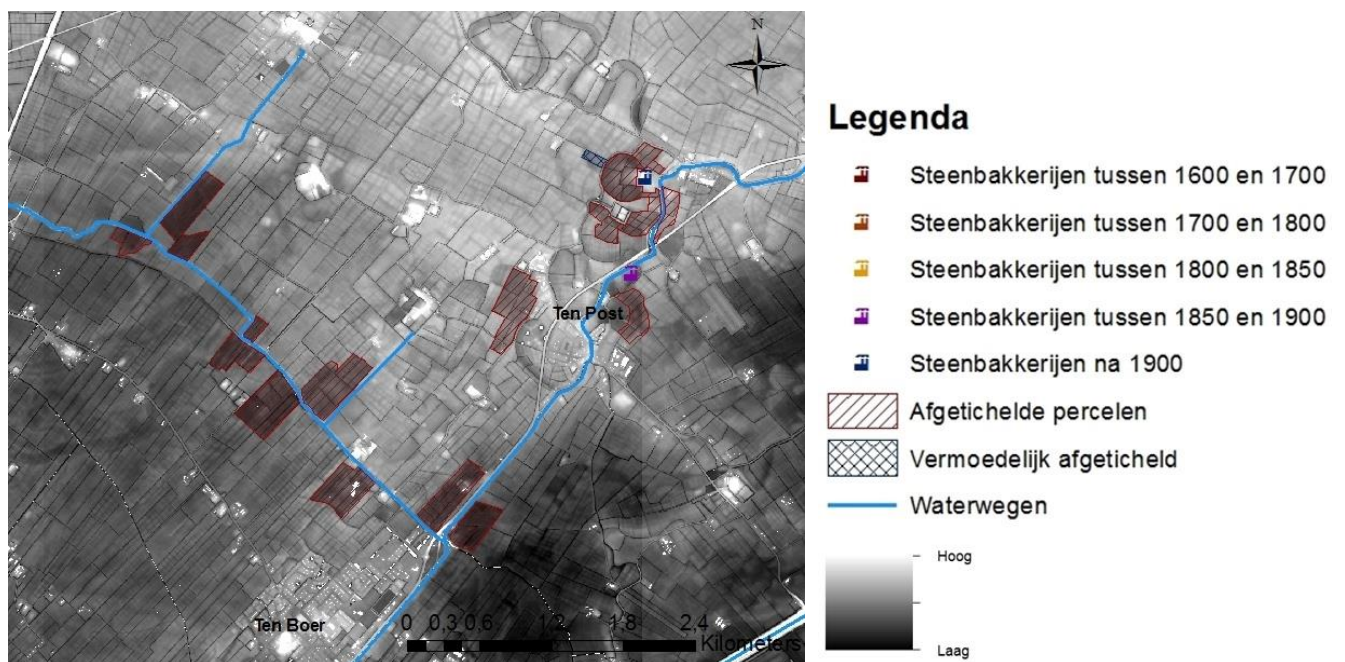 N
Ten Post
Ten Boer
0 0,3 0,6 1,2 1,8 2,4
Kilometers
Legenda
Steenbakkerijen tussen 1600 en 1700
Steenbakkerijen tussen 1700 en 1800
Steenbakkerijen tussen 1800 en 1850
Steenbakkerijen tussen 1850 en 1900
Steenbakkerijen na 1900
Afgetichelde percelen
Vermoedelijk afgeticheld
Waterwegen
Hoog
Laag